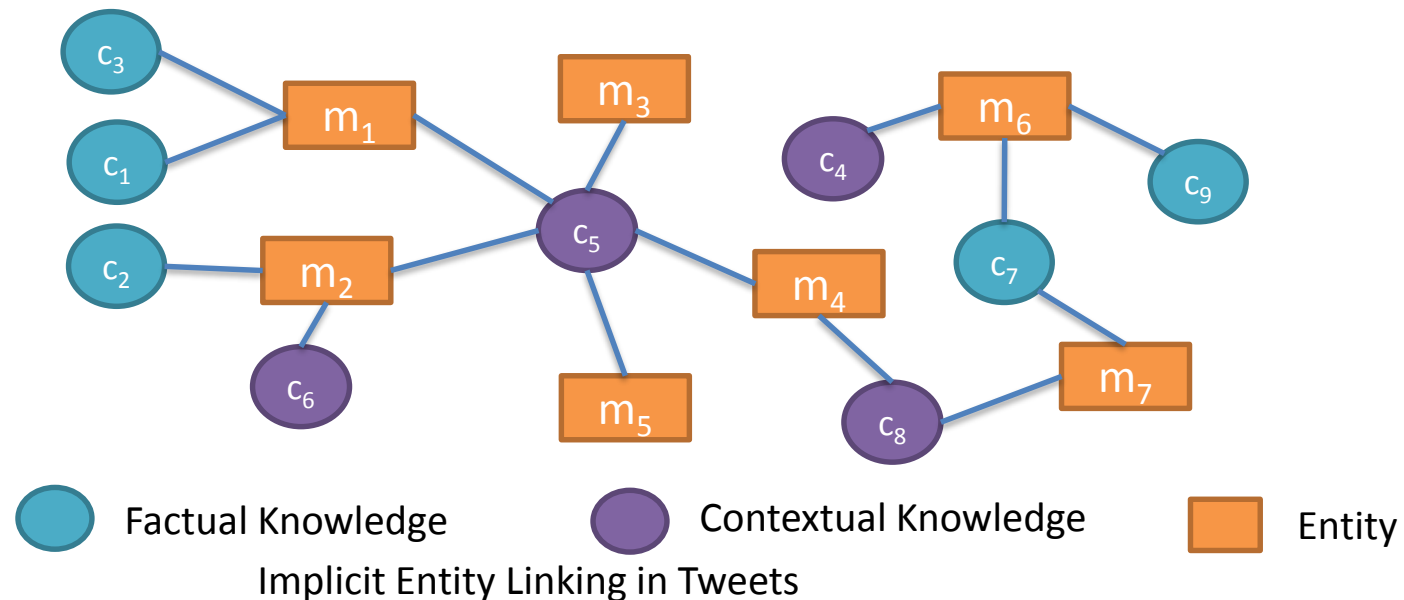 c3
m1
m3
m6
c1
c4
c9
c5
c2
m2
c7
m4
c6
m5
m7
c8
Factual Knowledge
Contextual Knowledge
Entity
Implicit Entity Linking in Tweets